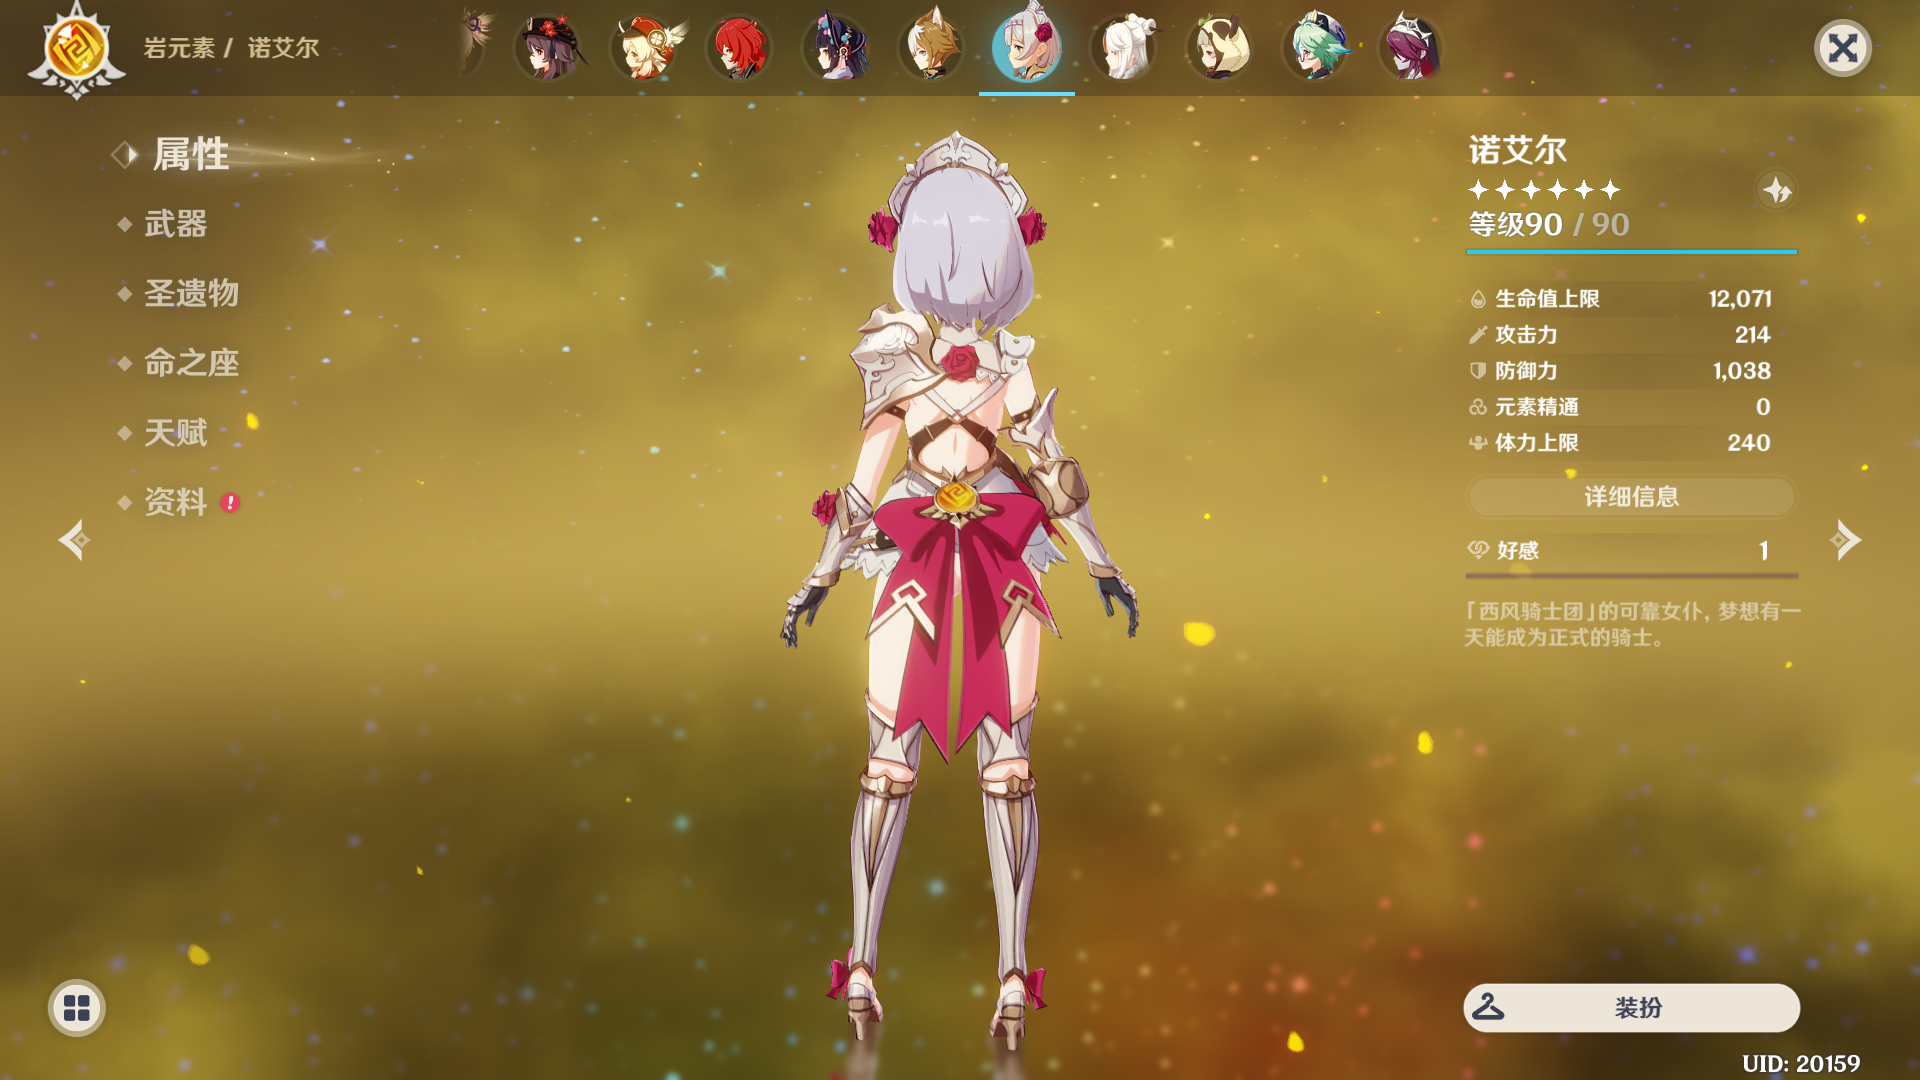 岩元素 / 诺艾尔
属性
武器
圣遗物
命之座
天赋
资料
诺艾尔
等级90 / 90
生命值上限 12,071
攻击力 214
防御力 1,038
元素精通 0
体力上限 240
详细信息
好感 1
「西风骑士团」的可靠女仆，梦想有一
天能成为正式的骑士。
装扮
UID: 20159